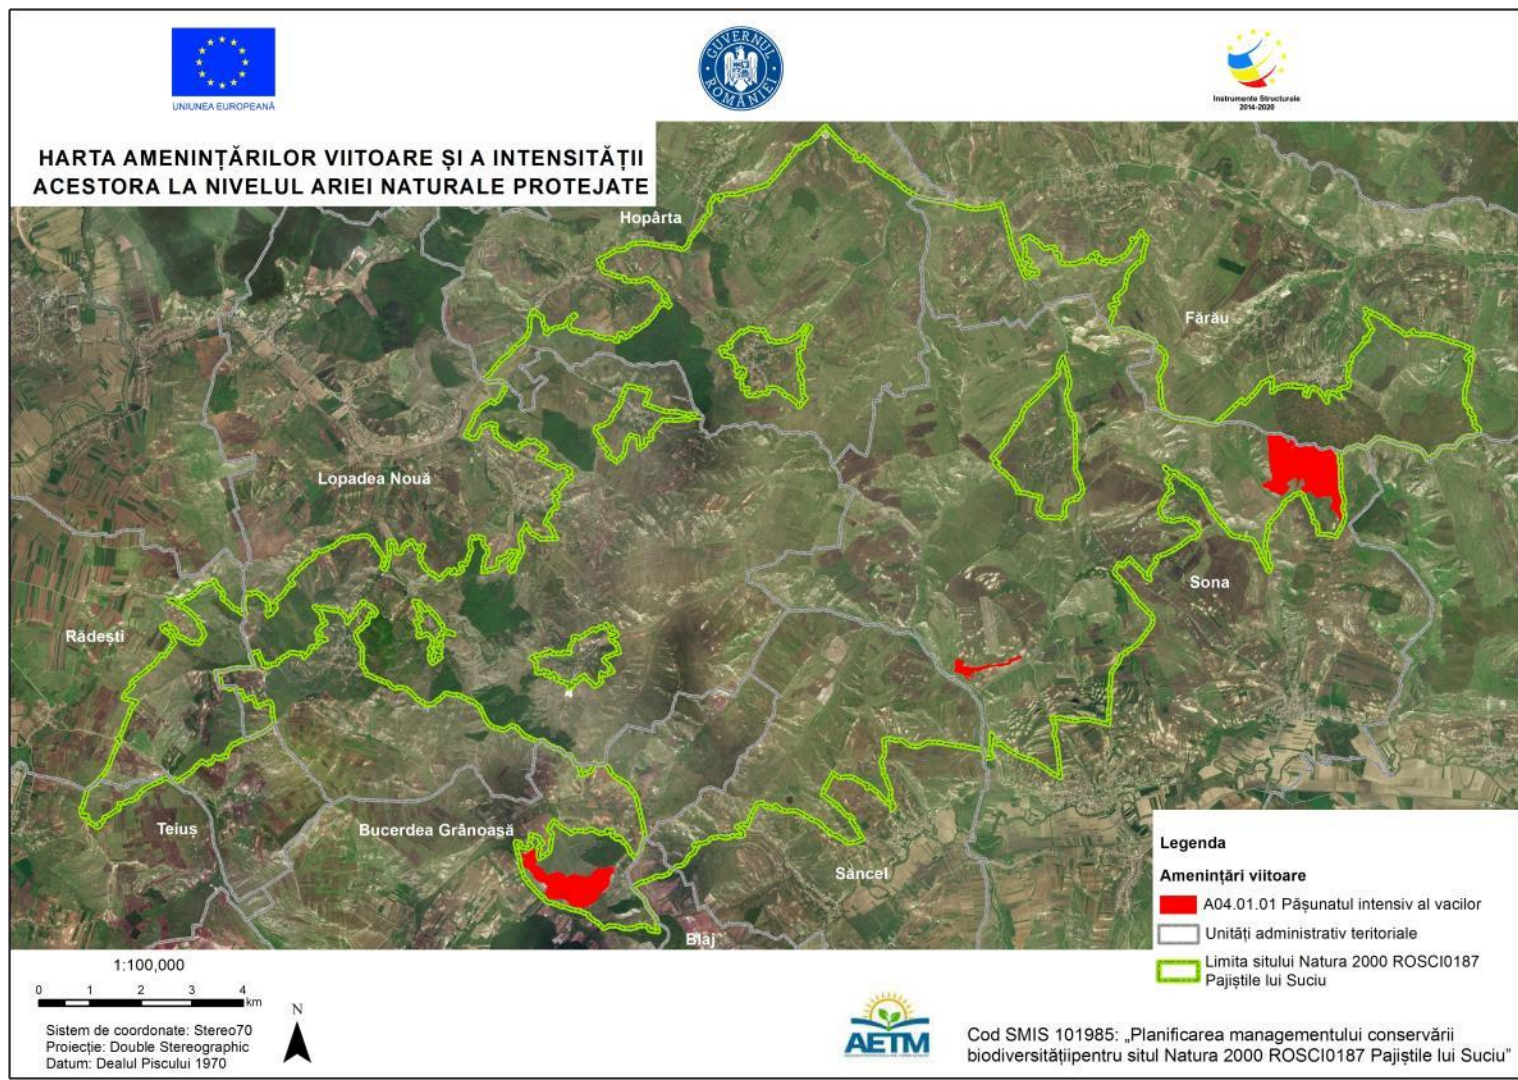 UNIUNEA EUROPEANĂ
GUVERNUL ROMÂNIEI
Instrumente Structurale
2014-2020
HARTA AMENINȚĂRILOR VIITOARE ȘI A INTENSITĂȚII
ACESTORA LA NIVELUL ARIEI NATURALE PROTEJATE
Hopârta
Fărău
Lopadea Nouă
Sona
Rădești
Teiuș
Bucerdea Grânoasă
Săncel
Blaj
Legenda
Amenințări viitoare
A04.01.01 Pășunatul intensiv al vacilor
Unități administrativ teritoriale
Limita sitului Natura 2000 ROSCI0187
Pajiștile lui Suciu
1:100,000
0 1 2 3 4
km
N
Sistem de coordonate: Stereo70
Proiecție: Double Stereographic
Datum: Dealul Piscului 1970
AETM
Cod SMIS 101985: „Planificarea managementului conservării
biodiversitățiipentru situl Natura 2000 ROSCI0187 Pajiștile lui Suciu”